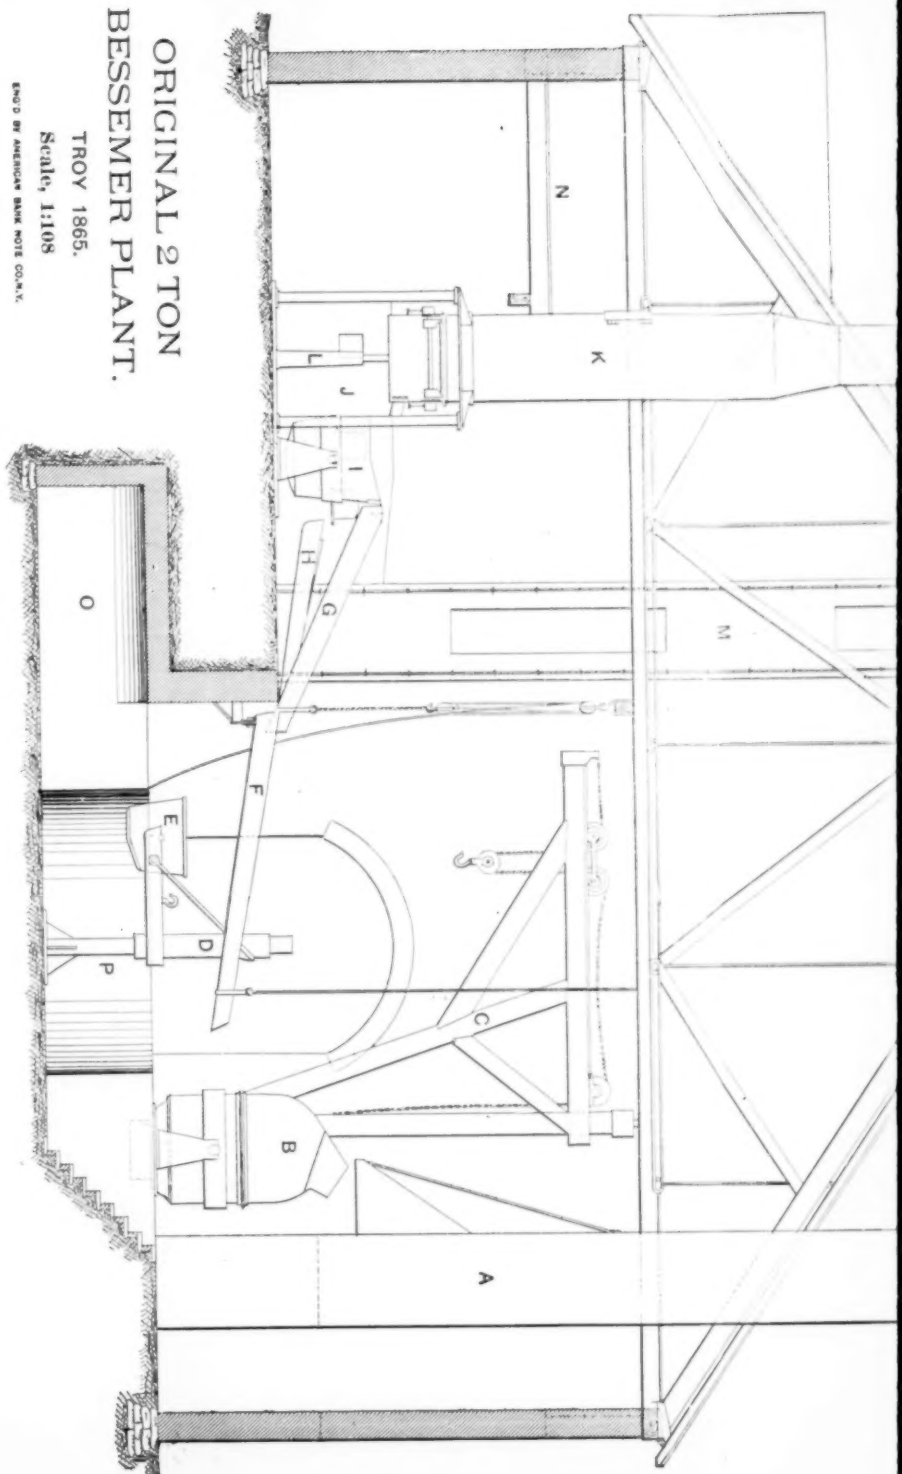 ORIGINAL 2 TON
BESSEMER PLANT.
TROY 1865.
Scale, 1:108
ENG'D BY AMERICAN BANK NOTE CO.N.Y.
N
K
L
J
I
H
G
M
O
F
E
D
P
C
B
A